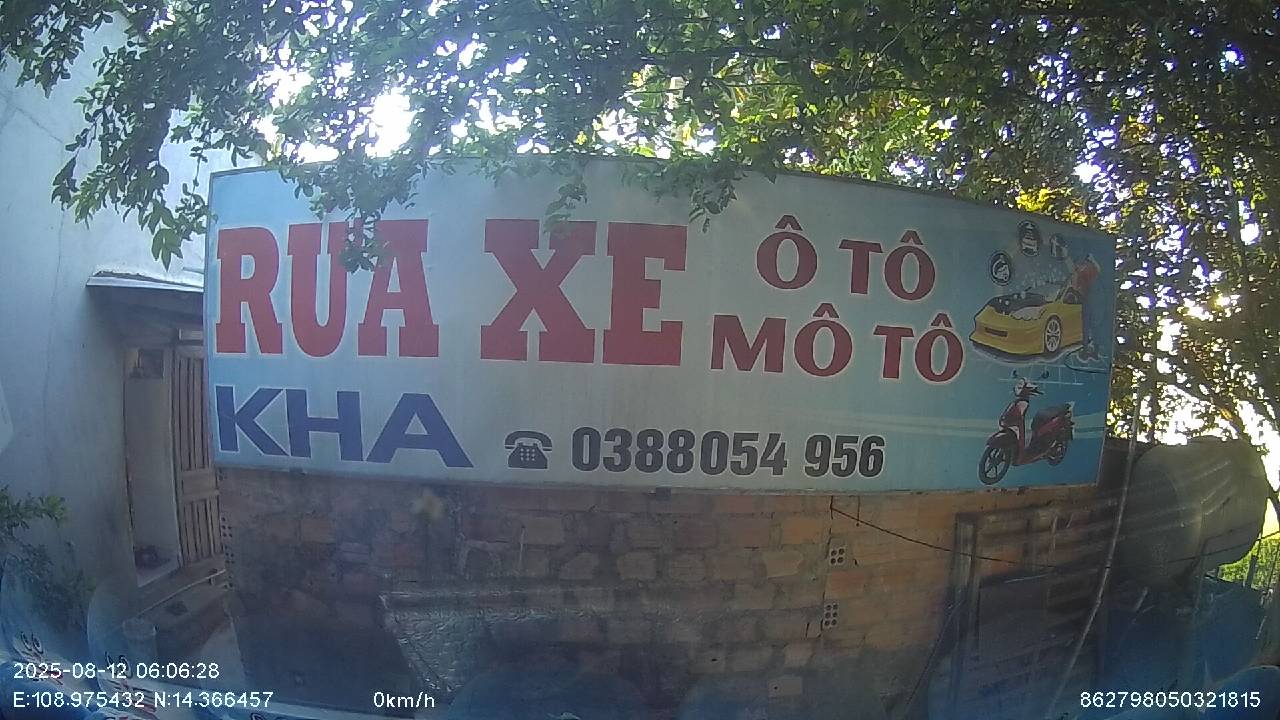 RỬA XE
Ô TÔ
MÔ TÔ
KHA
☎ 0388054 956
2025-08-12 06:06:28
E:108.975432 N:14.366457
0km/h
862798050321815